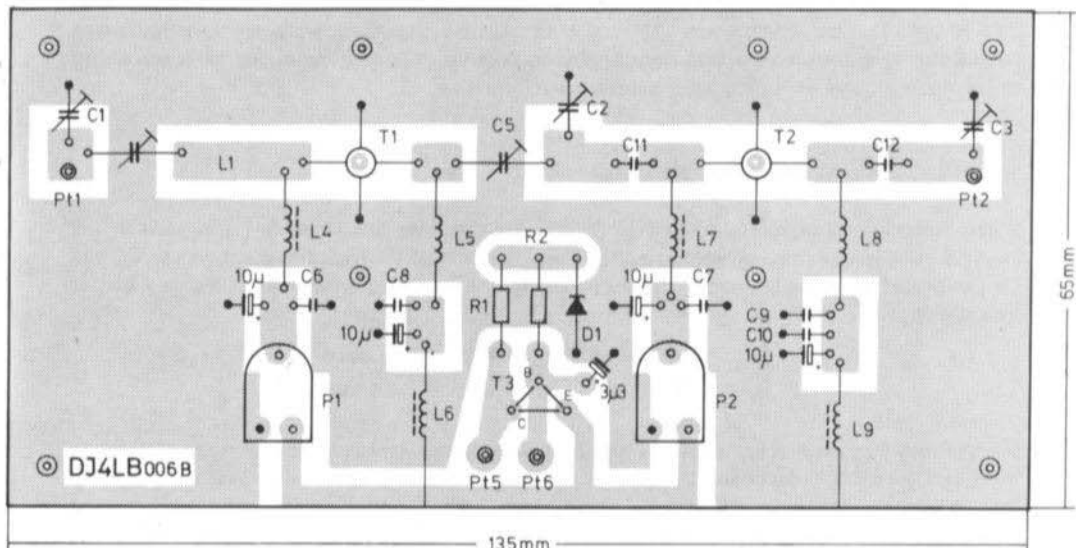 C1
C2
C3
T1
C5
T2
L1
C11
C12
Pt1
Pt2
L4
L5
R2
L7
L8
10µ
C6
C8
10µ
C7
C9
R1
C10
10µ
D1
10µ
T3
B
3µ3
C
E
P1
L6
P2
L9
DJ4LB006B
Pt5
Pt6
65mm
135mm